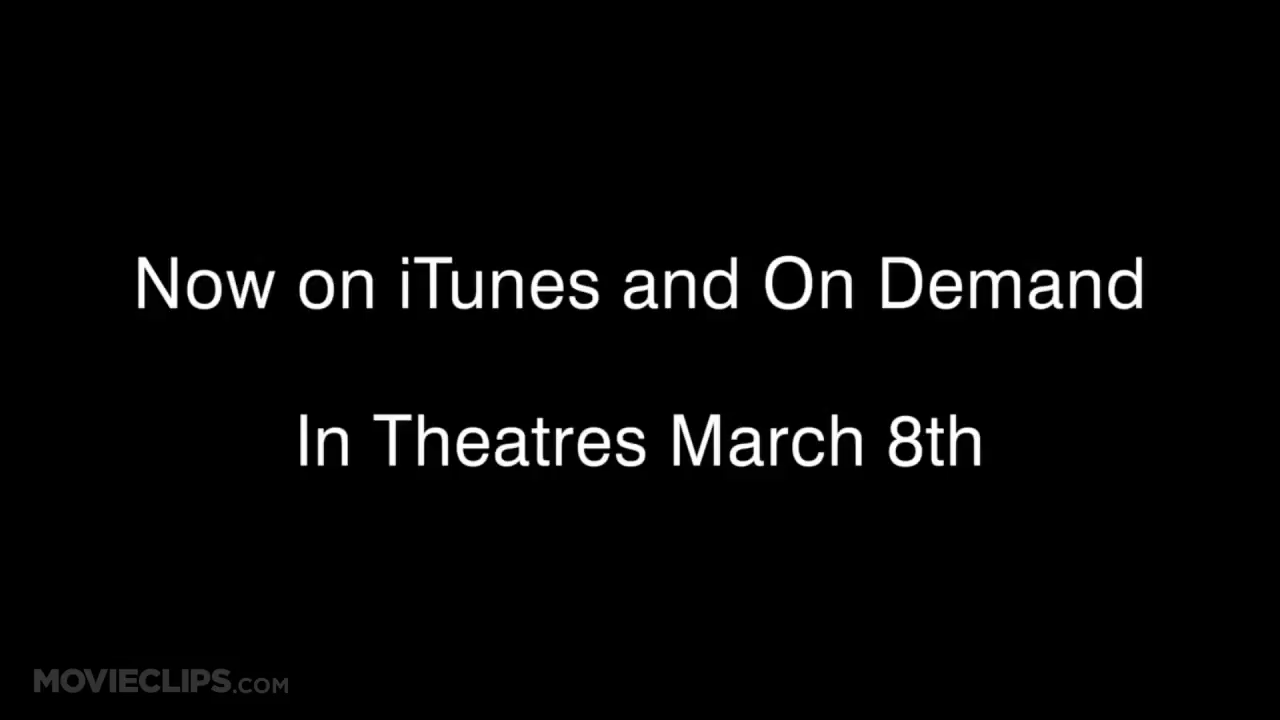 Now on iTunes and On Demand
In Theatres March 8th
MOVIECLIPS.COM